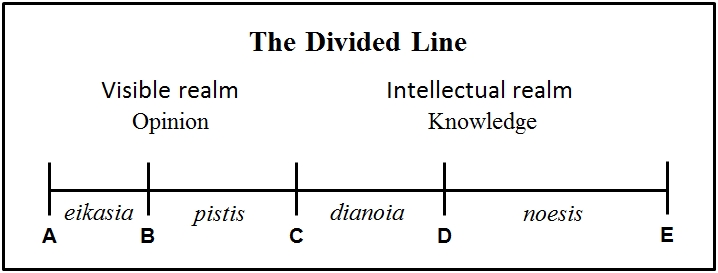 The Divided Line
Visible realm Intellectual realm
Opinion Knowledge
eikasia pistis dianoia noesis
A B C D E